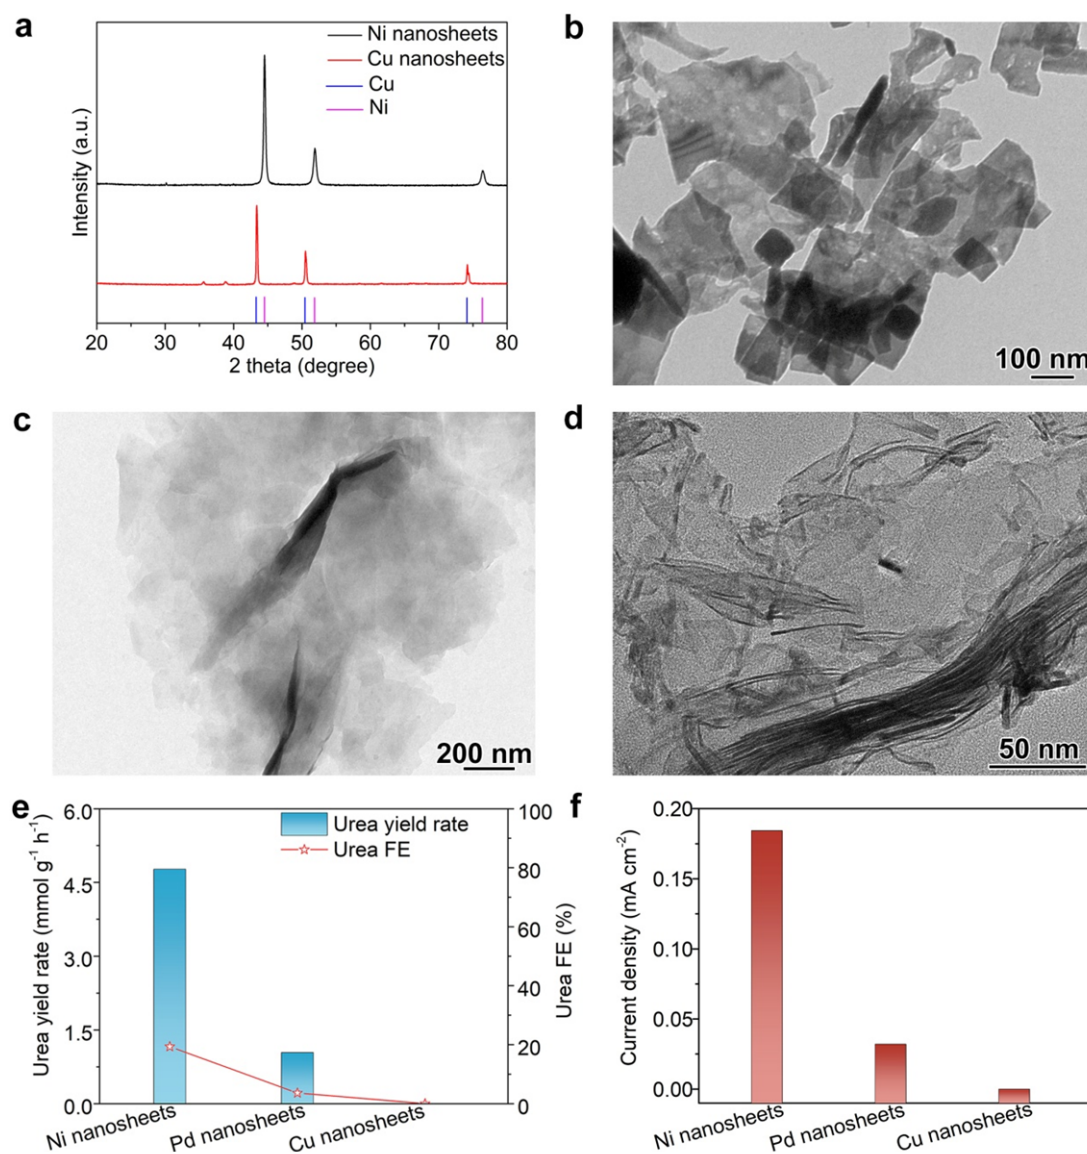 a
Ni nanosheets
Cu nanosheets
Cu
Ni
Intensity (a.u.)
20 30 40 50 60 70 80
2 theta (degree)
b
100 nm
c
200 nm
d
50 nm
e
Urea yield rate
Urea FE
Urea yield rate (mmol g⁻¹ h⁻¹)
6.0
4.5
3.0
1.5
0.0
100
80
60
40
20
0
Urea FE (%)
Ni nanosheets
Pd nanosheets
Cu nanosheets
f
Current density (mA cm⁻²)
0.20
0.15
0.10
0.05
0.00
Ni nanosheets
Pd nanosheets
Cu nanosheets